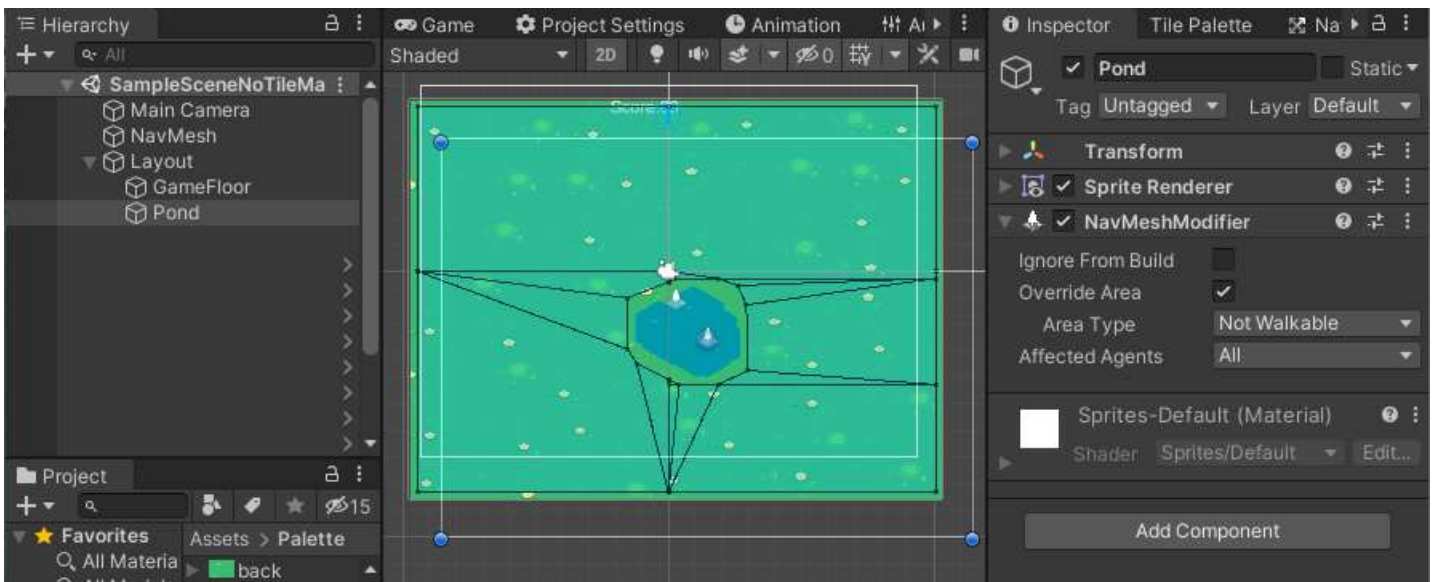 Hierarchy
All
SampleSceneNoTileMa
Main Camera
NavMesh
Layout
GameFloor
Pond
Project
15
Favorites
Assets > Palette
All Materia
back
Game
Project Settings
Animation
Shaded
2D
0
Inspector
Tile Palette
Na
Pond
Static
Tag Untagged
Layer Default
Transform
Sprite Renderer
NavMeshModifier
Ignore From Build
Override Area
Area Type Not Walkable
Affected Agents All
Sprites-Default (Material)
Shader Sprites/Default
Edit...
Add Component